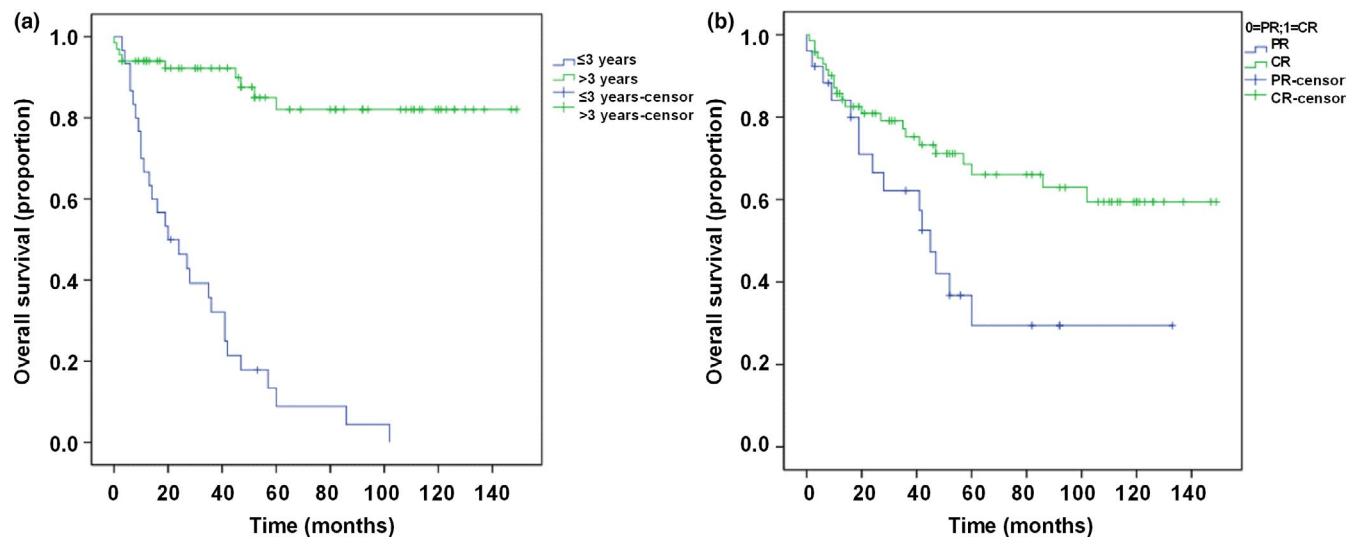 (a)
Overall survival (proportion)
1.0
0.8
0.6
0.4
0.2
0.0
0 20 40 60 80 100 120 140
Time (months)
≤3 years
>3 years
≤3 years-censor
>3 years-censor
(b)
Overall survival (proportion)
1.0
0.8
0.6
0.4
0.2
0.0
0 20 40 60 80 100 120 140
Time (months)
0=PR;1=CR
PR
CR
PR-censor
CR-censor